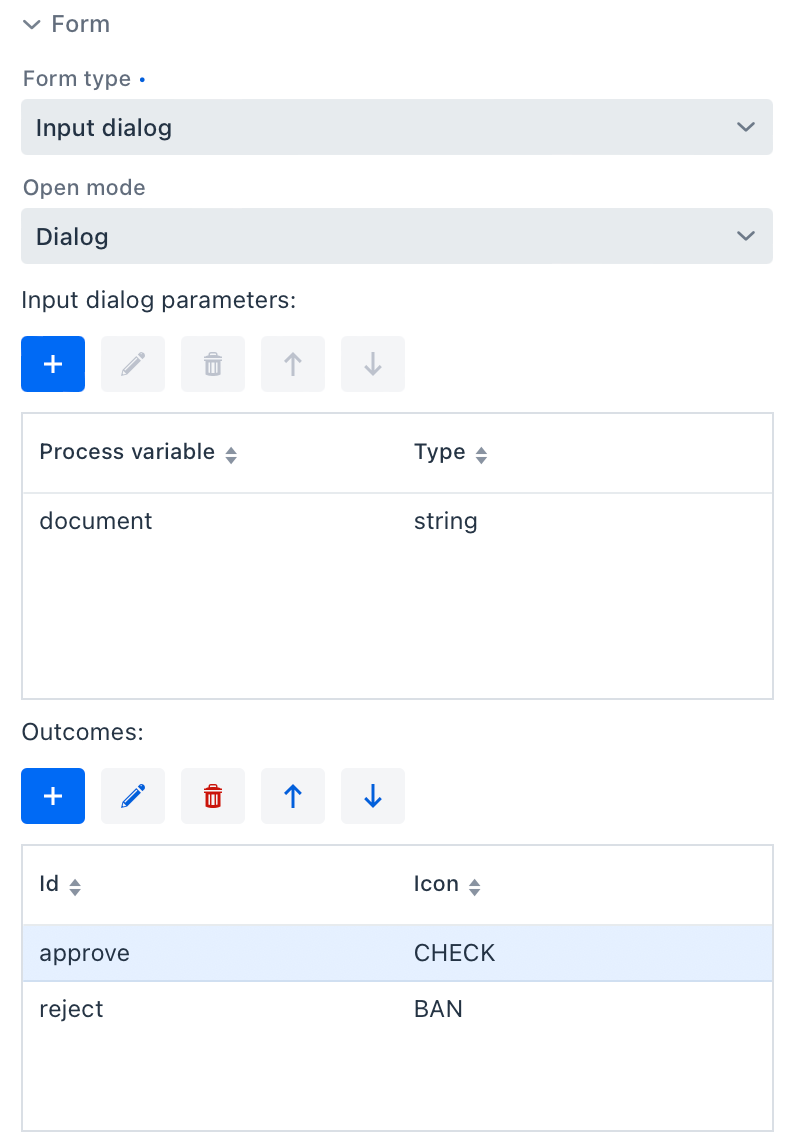 Form
Form type •
Input dialog
Open mode
Dialog
Input dialog parameters:
Process variable Type
document string
Outcomes:
Id Icon
approve CHECK
reject BAN